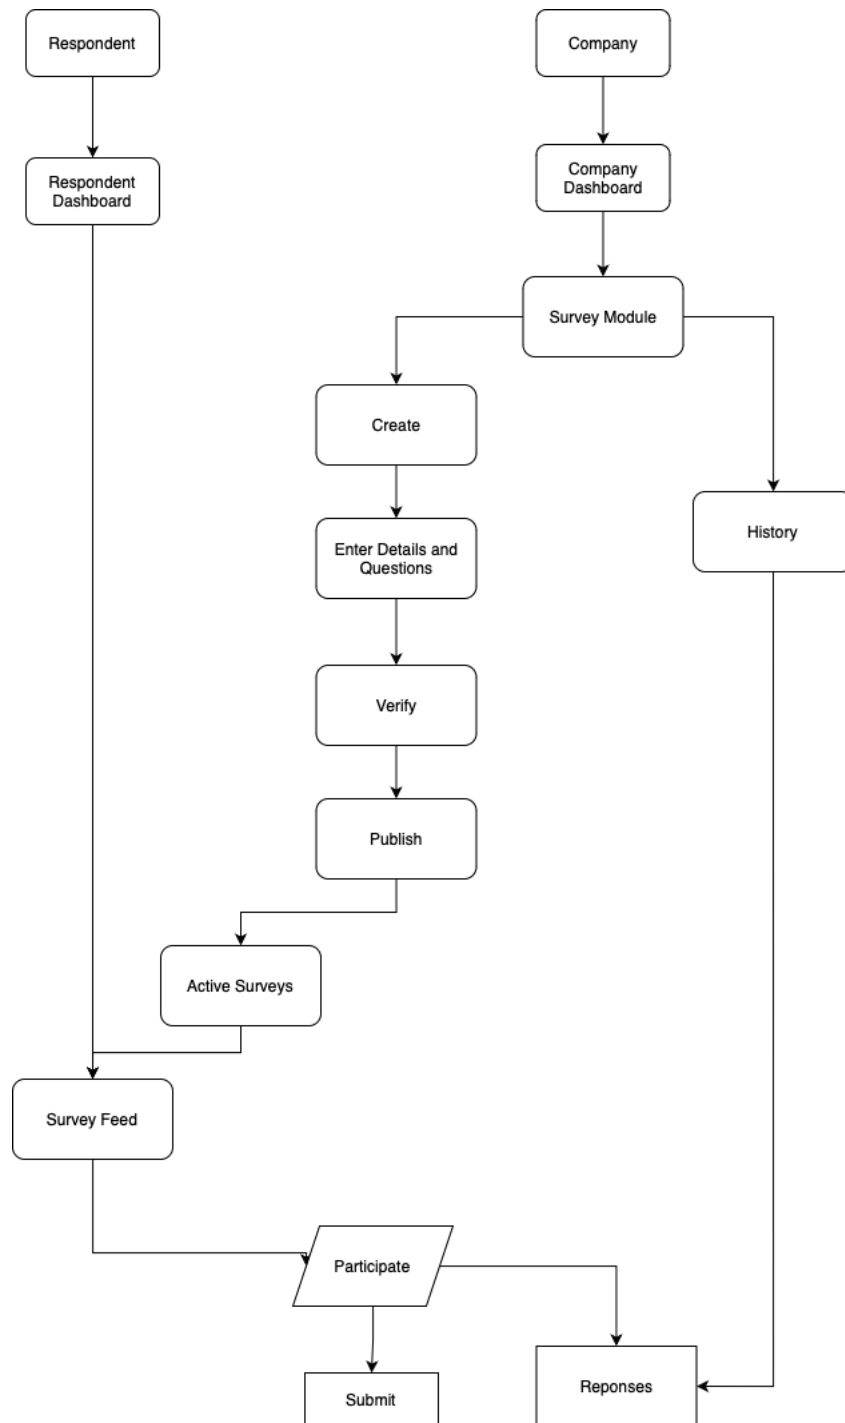 Respondent
Company
Respondent
Dashboard
Company
Dashboard
Survey Module
Create
Enter Details and
Questions
History
Verify
Publish
Active Surveys
Survey Feed
Participate
Submit
Reponses